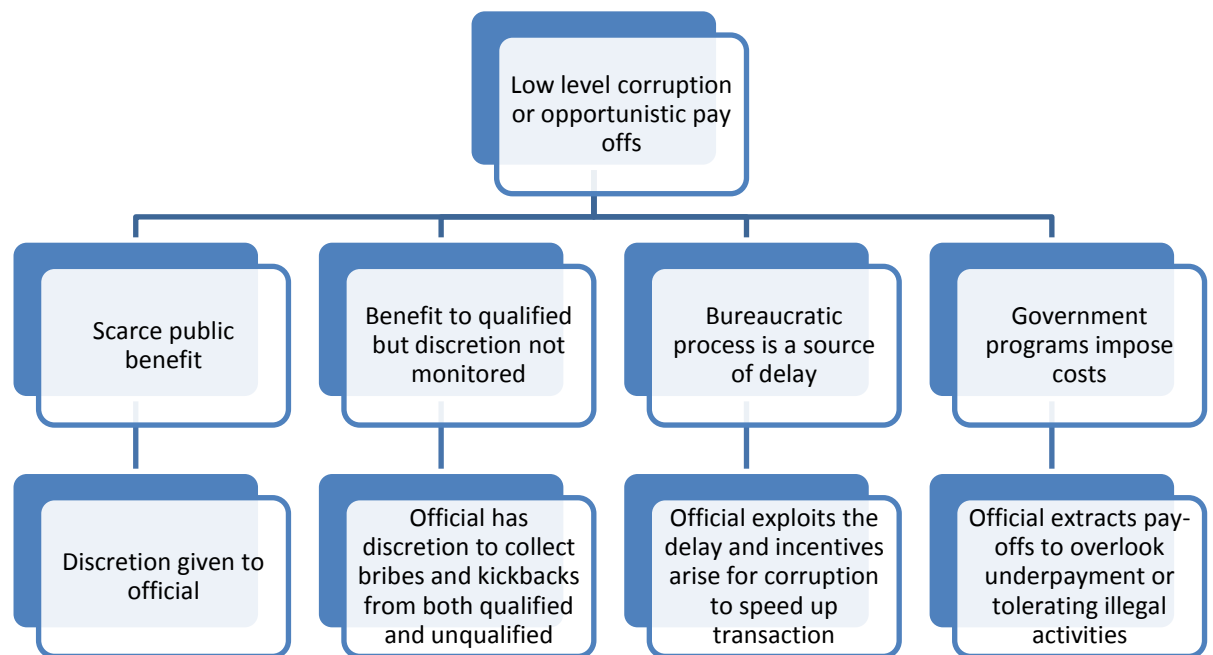 Low level corruption
or opportunistic pay
offs
Scarce public
benefit
Benefit to qualified
but discretion not
monitored
Bureaucratic
process is a source
of delay
Government
programs impose
costs
Discretion given to
official
Official has
discretion to collect
bribes and kickbacks
from both qualified
and unqualified
Official exploits the
delay and incentives
arise for corruption
to speed up
transaction
Official extracts pay-
offs to overlook
underpayment or
tolerating illegal
activities